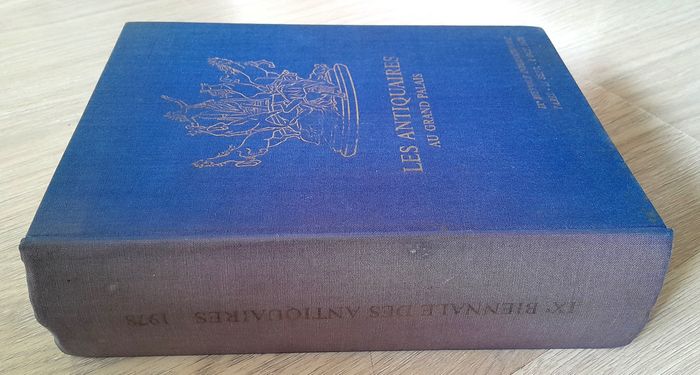 LES ANTIQUAIRES
AU GRAND PALAIS
IXᵉ BIENNALE DES ANTIQUAIRES 1978